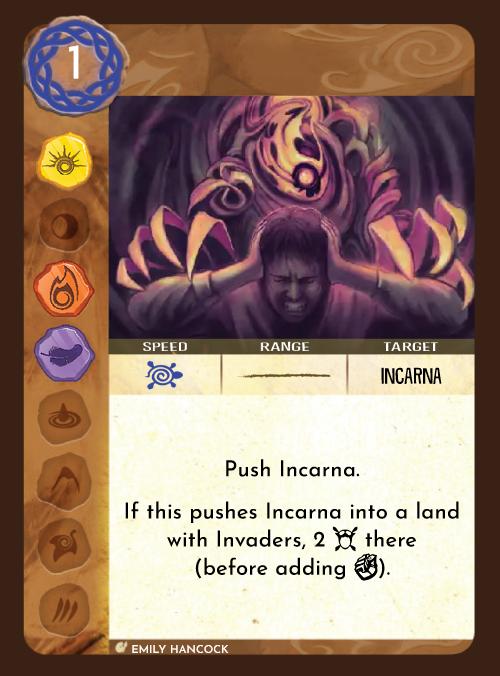 1
SPEED RANGE TARGET
INCARNA
Push Incarna.
If this pushes Incarna into a land
with Invaders, 2 there
(before adding ).
EMILY HANCOCK